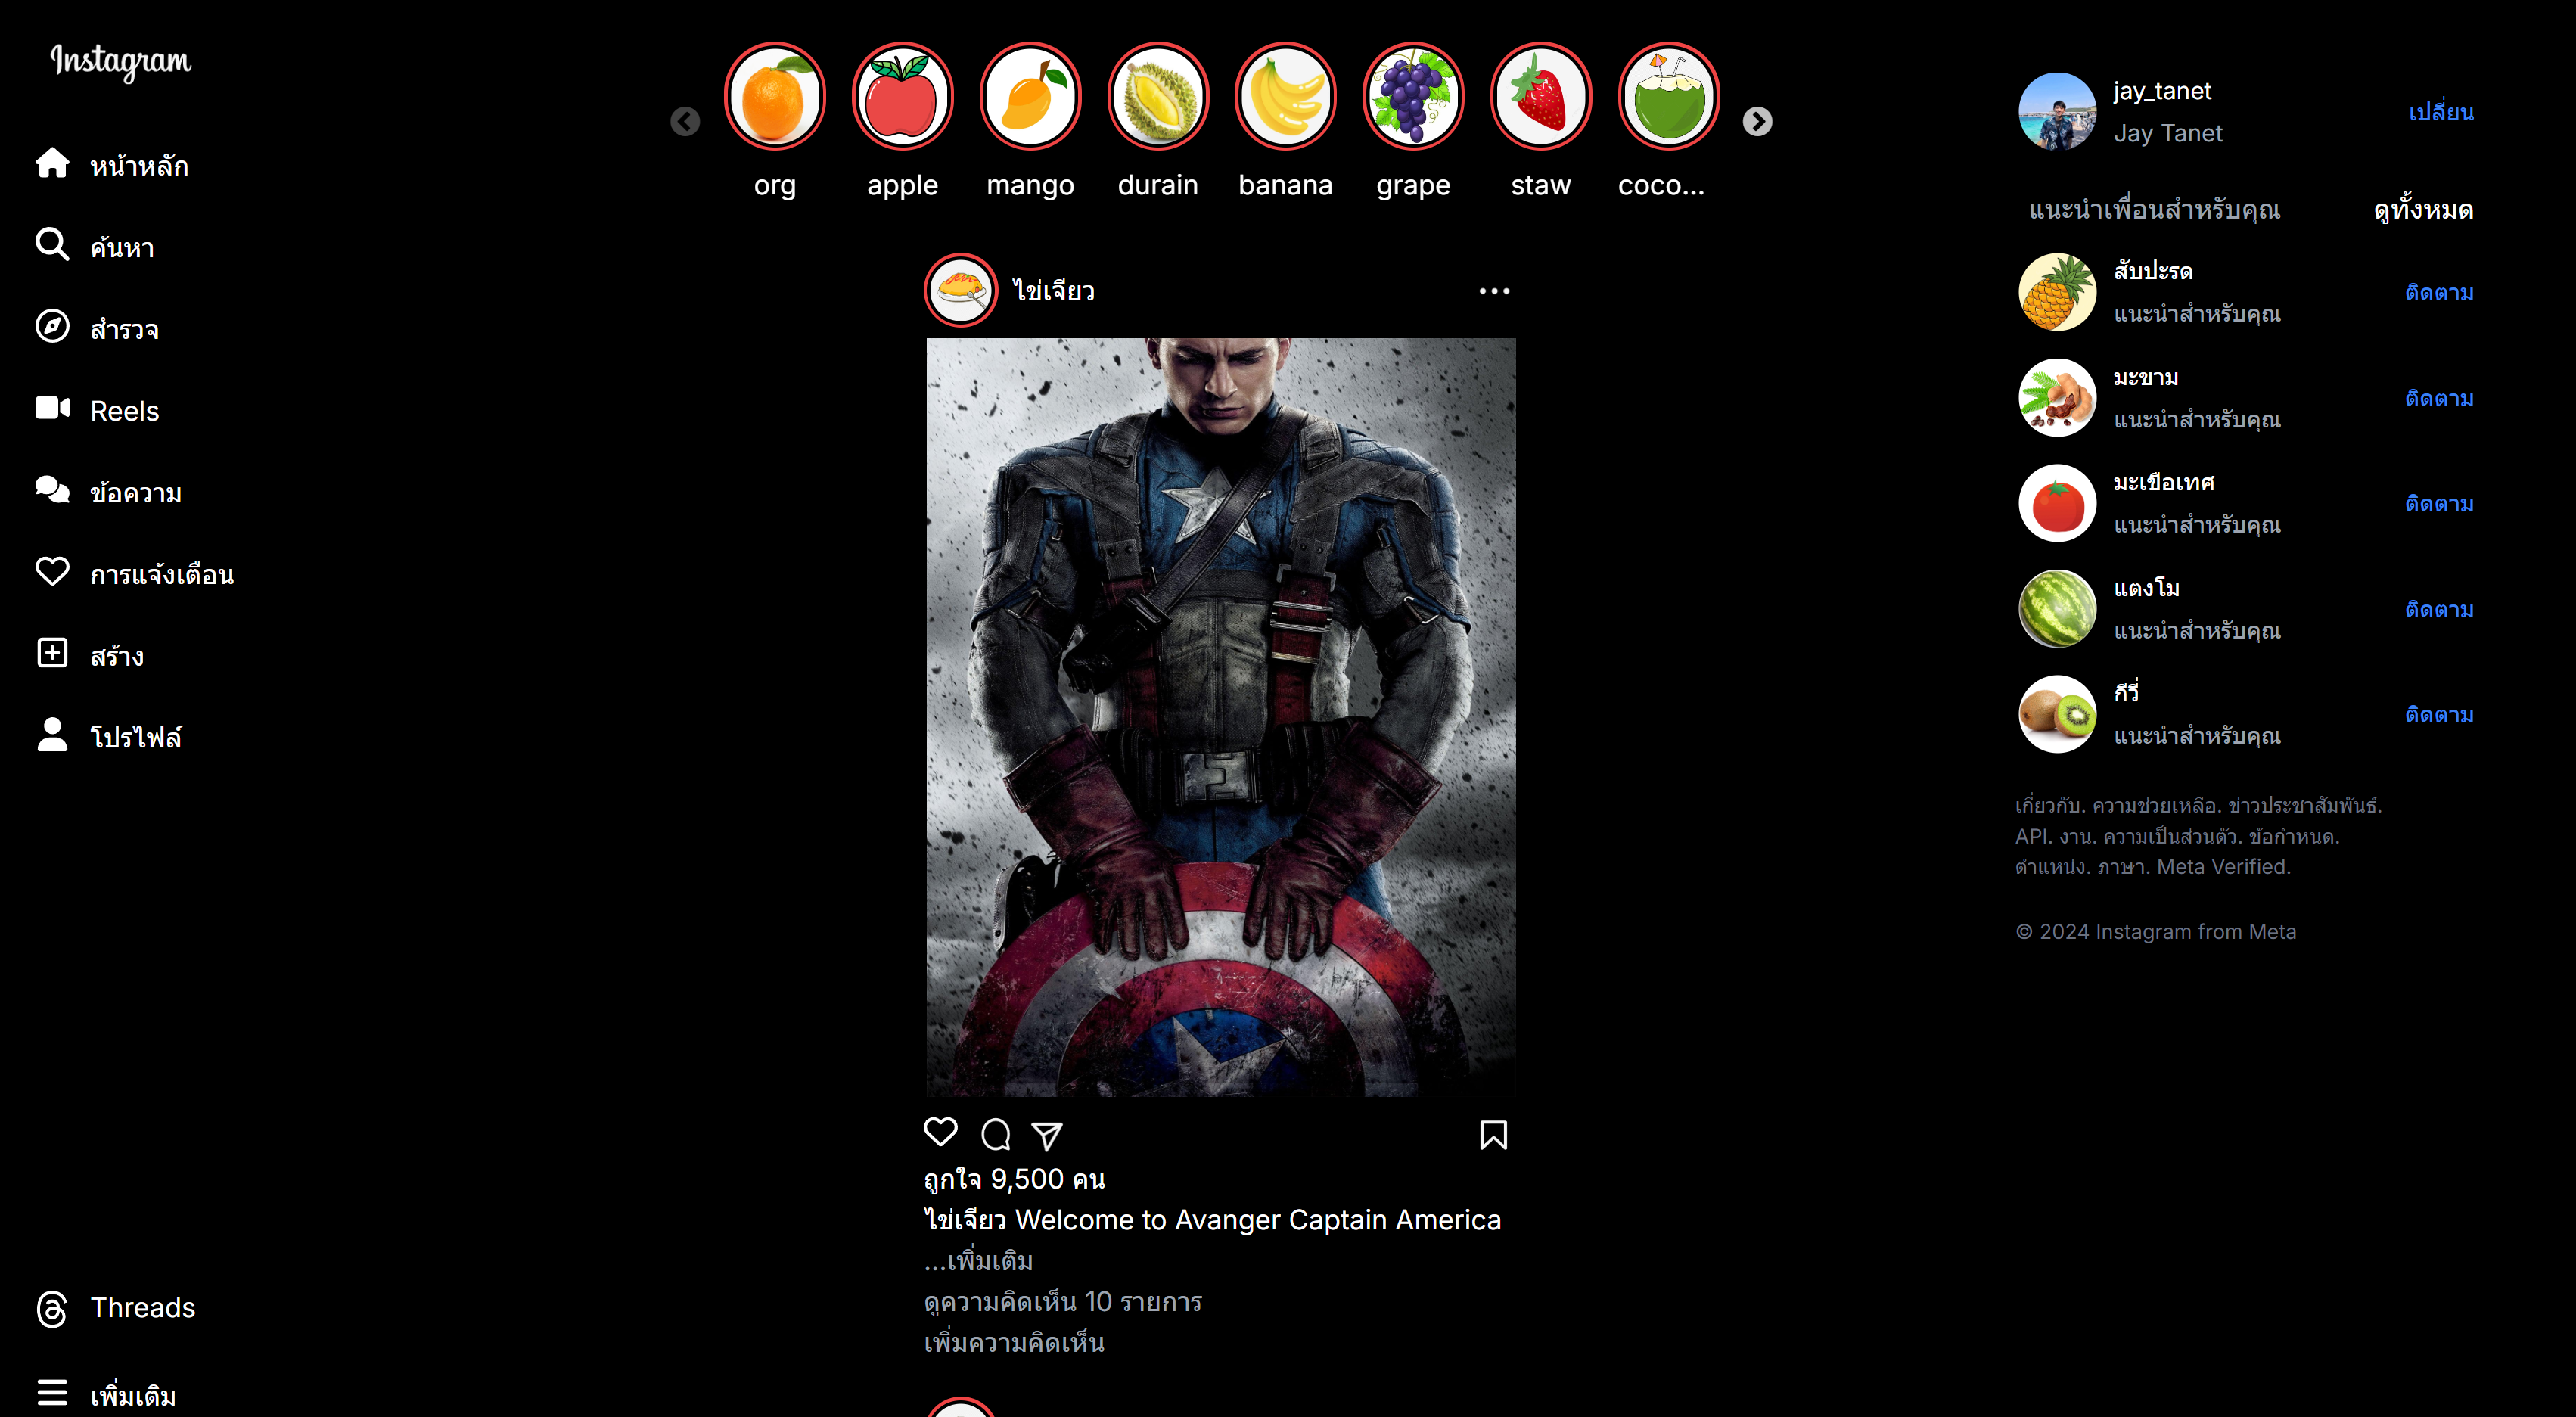 Instagram
หน้าหลัก
ค้นหา
สำรวจ
Reels
ข้อความ
การแจ้งเตือน
สร้าง
โปรไฟล์
Threads
เพิ่มเติม
org apple mango durain banana grape staw coco...
ไข่เจียว
ถูกใจ 9,500 คน
ไข่เจียว Welcome to Avanger Captain America
...เพิ่มเติม
ดูความคิดเห็น 10 รายการ
เพิ่มความคิดเห็น
jay_tanet
Jay Tanet
เปลี่ยน
แนะนำเพื่อนสำหรับคุณ ดูทั้งหมด
สับปะรด
แนะนำสำหรับคุณ
ติดตาม
มะขาม
แนะนำสำหรับคุณ
ติดตาม
มะเขือเทศ
แนะนำสำหรับคุณ
ติดตาม
แตงโม
แนะนำสำหรับคุณ
ติดตาม
กีวี่
แนะนำสำหรับคุณ
ติดตาม
เกี่ยวกับ. ความช่วยเหลือ. ข่าวประชาสัมพันธ์.
API. งาน. ความเป็นส่วนตัว. ข้อกำหนด.
ตำแหน่ง. ภาษา. Meta Verified.
© 2024 Instagram from Meta